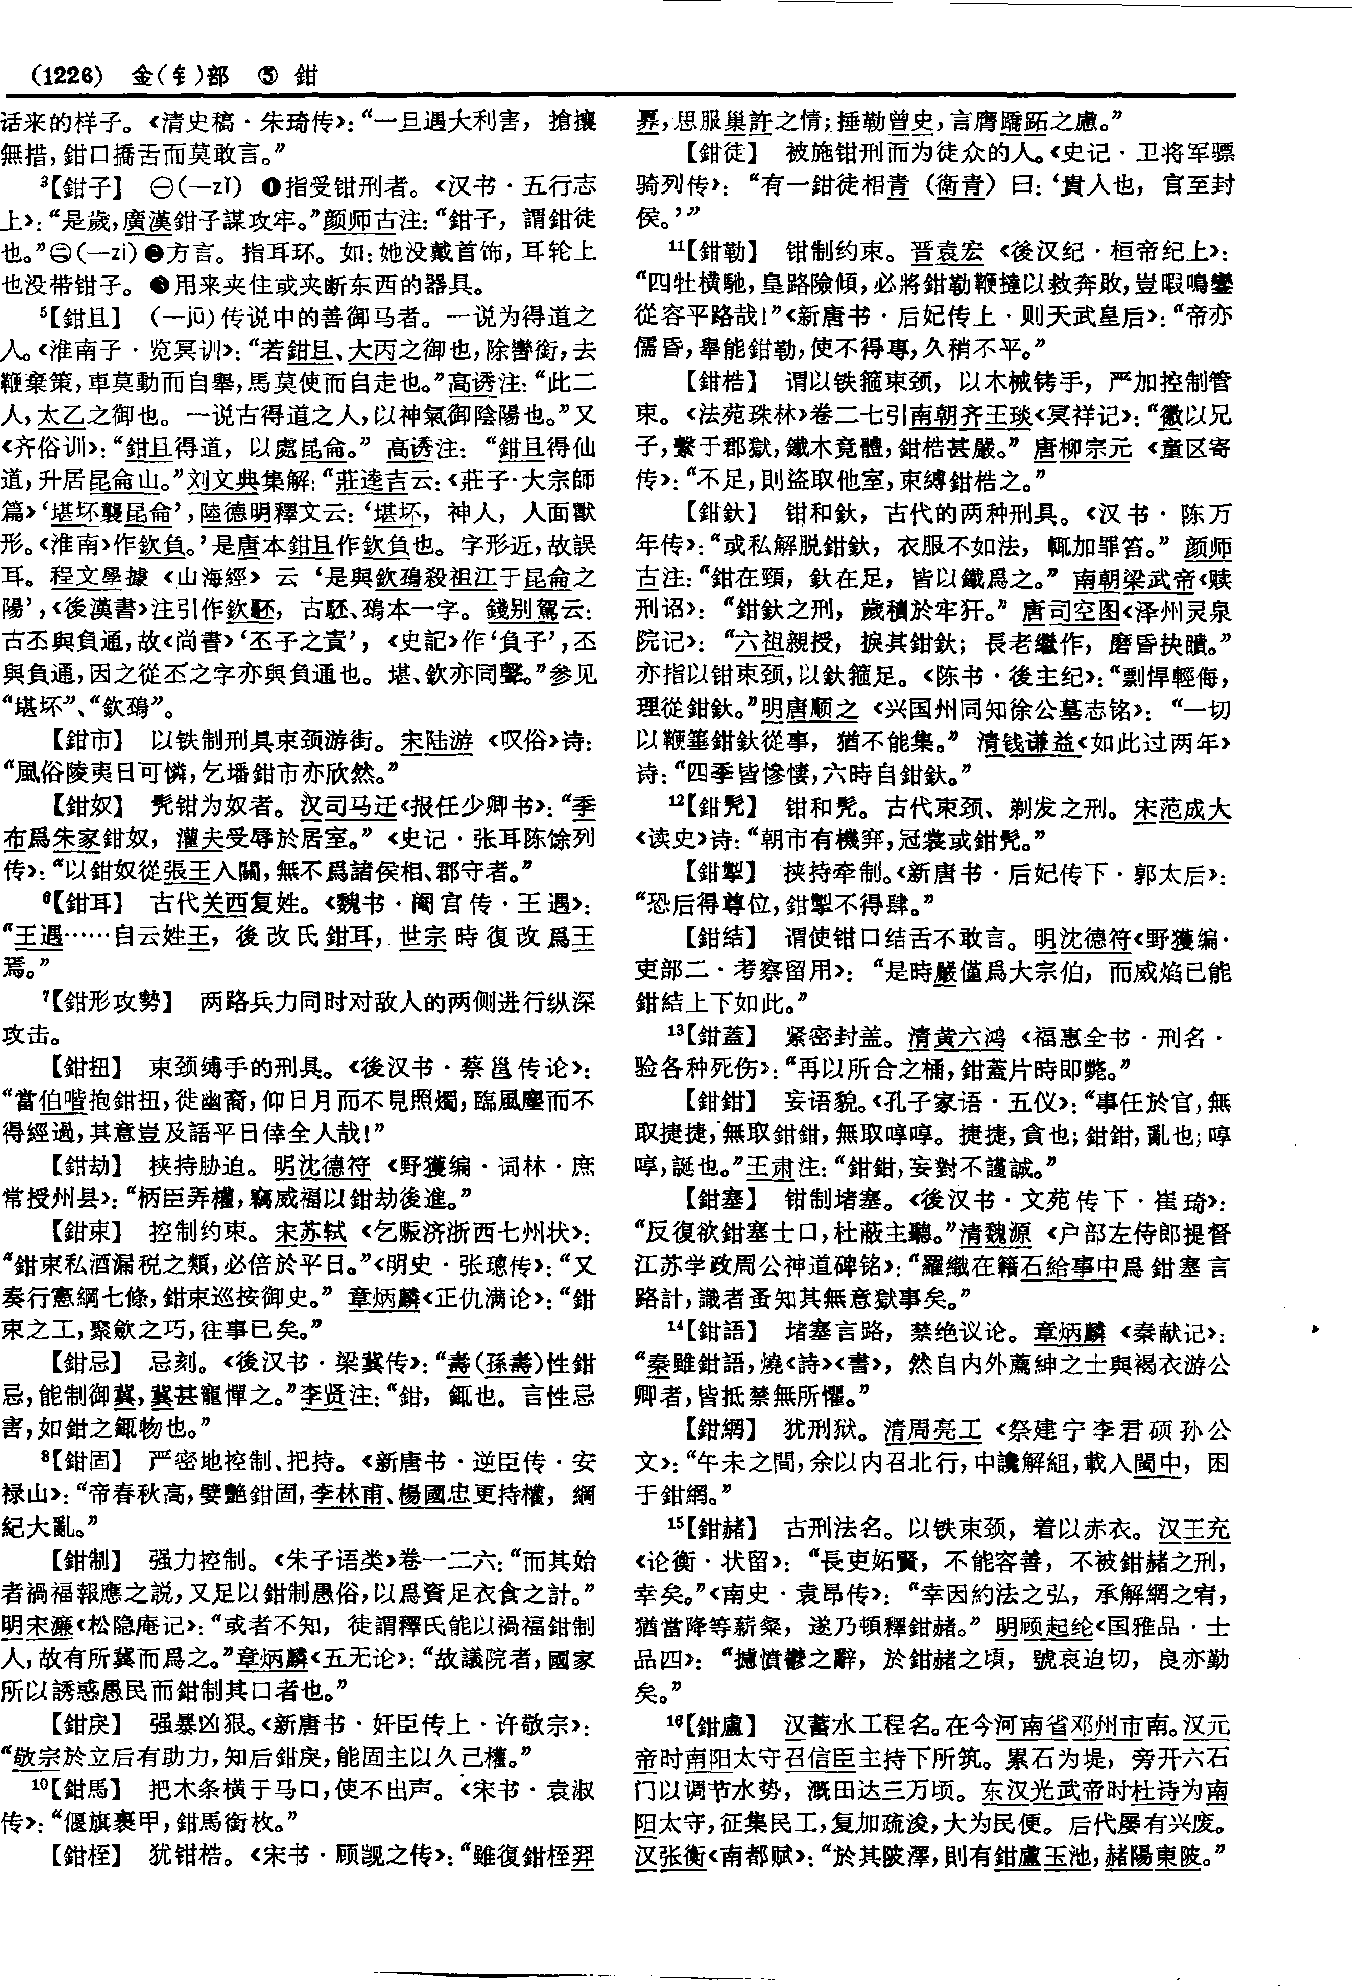 (1226) 金(钅)部 ⑤ 鉗
话来的样子。《清史稿·朱琦传》：“一旦遇大利害，搶攘
無措，鉗口撟舌而莫敢言。”
³【鉗子】 ㊀(—zǐ) ❶指受钳刑者。《汉书·五行志
上》：“是歲，廣漢鉗子謀攻牢。”颜师古注：“鉗子，謂鉗徒
也。”㊁(—zi) ❷方言。指耳环。如：她没戴首饰，耳轮上
也没带钳子。❸用来夹住或夹断东西的器具。
⁵【鉗且】 (—jū)传说中的善御马者。一说为得道之
人。《淮南子·览冥训》：“若鉗且、大丙之御也，除轡銜，去
鞭棄策，車莫動而自舉，馬莫使而自走也。”高诱注：“此二
人，太乙之御也。一说古得道之人，以神氣御陰陽也。”又
《齐俗训》：“鉗且得道，以處昆侖。”高诱注：“鉗且得仙
道，升居昆侖山。”刘文典集解：“莊逵吉云：《莊子·大宗師
篇》‘堪坏襲昆侖’，陸德明釋文云：‘堪坏，神人，人面獸
形。《淮南》作欽負。’是唐本鉗且作欽負也。字形近，故誤
耳。程文學據《山海經》云‘是與欽䲹殺祖江于昆侖之
陽’，《後漢書》注引作欽駓，古駓、䲹本一字。錢别駕云：
古丕與負通，故《尚書》‘丕子之責’，《史記》作‘負子’，丕
與負通，因之從丕之字亦與負通也。堪、欽亦同聲。”参见
“堪坏”、“欽䲹”。
【鉗市】 以铁制刑具束颈游街。宋陆游《叹俗》诗：
“風俗陵夷日可憐，乞墦鉗市亦欣然。”
【鉗奴】 髡钳为奴者。汉司马迁《报任少卿书》：“季
布爲朱家鉗奴，灌夫受辱於居室。”《史记·张耳陈馀列
传》：“以鉗奴從張王入關，無不爲諸侯相、郡守者。”
⁶【鉗耳】 古代关西复姓。《魏书·阉官传·王遇》：
“王遇……自云姓王，後改氏鉗耳，世宗時復改爲王
焉。”
⁷【鉗形攻勢】 两路兵力同时对敌人的两侧进行纵深
攻击。
【鉗扭】 束颈缚手的刑具。《後汉书·蔡邕传论》：
“當伯喈抱鉗扭，徙幽裔，仰日月而不見照燭，臨風塵而不
得經過，其意豈及語平日倖全人哉！”
【鉗劫】 挟持胁迫。明沈德符《野獲编·词林·庶
常授州县》：“柄臣弄權，竊威福以鉗劫後進。”
【鉗束】 控制约束。宋苏轼《乞赈济浙西七州状》：
“鉗束私酒漏税之類，必倍於平日。”《明史·张璁传》：“又
奏行憲綱七條，鉗束巡按御史。”章炳麟《正仇满论》：“鉗
束之工，聚歛之巧，往事已矣。”
【鉗忌】 忌刻。《後汉书·梁冀传》：“壽(孫壽)性鉗
忌，能制御冀，冀甚寵憚之。”李贤注：“鉗，鑷也。言性忌
害，如鉗之鑷物也。”
⁸【鉗固】 严密地控制、把持。《新唐书·逆臣传·安
禄山》：“帝春秋高，嬖艷鉗固，李林甫、楊國忠更持權，綱
紀大亂。”
【鉗制】 强力控制。《朱子语类》卷一二六：“而其始
者禍福報應之説，又足以鉗制愚俗，以爲資足衣食之計。”
明宋濂《松隐庵记》：“或者不知，徒謂釋氏能以禍福鉗制
人，故有所冀而爲之。”章炳麟《五无论》：“故議院者，國家
所以誘惑愚民而鉗制其口者也。”
【鉗戾】 强暴凶狠。《新唐书·奸臣传上·许敬宗》：
“敬宗於立后有助力，知后鉗戾，能固主以久己權。”
¹⁰【鉗馬】 把木条横于马口，使不出声。《宋书·袁淑
传》：“偃旗裹甲，鉗馬銜枚。”
【鉗桎】 犹钳梏。《宋书·顾觊之传》：“雖復鉗桎羿
奡，思服巢許之情；捶勒曾史，言膺蹻跖之慮。”
【鉗徒】 被施钳刑而为徒众的人。《史记·卫将军骠
骑列传》：“有一鉗徒相青（衛青）曰：‘貴人也，官至封
侯。’”
¹¹【鉗勒】 钳制约束。晋袁宏《後汉纪·桓帝纪上》：
“四牡横馳，皇路險傾，必將鉗勒鞭撻以救奔敗，豈暇鳴鑾
從容平路哉！”《新唐书·后妃传上·则天武皇后》：“帝亦
儒昏，舉能鉗勒，使不得專，久稍不平。”
【鉗梏】 谓以铁箍束颈，以木械铐手，严加控制管
束。《法苑珠林》卷二七引南朝齐王琰《冥祥记》：“徽以兄
子，繫于郡獄，鐵木竟體，鉗梏甚嚴。”唐柳宗元《童区寄
传》：“不足，則盜取他室，束縛鉗梏之。”
【鉗釱】 钳和釱，古代的两种刑具。《汉书·陈万
年传》：“或私解脱鉗釱，衣服不如法，輒加罪笞。”颜师
古注：“鉗在頸，釱在足，皆以鐵爲之。”南朝梁武帝《赎
刑诏》：“鉗釱之刑，歲積於牢犴。”唐司空图《泽州灵泉
院记》：“六祖親授，捩其鉗釱；長老繼作，磨昏抉聵。”
亦指以钳束颈，以釱箍足。《陈书·後主纪》：“剽悍輕侮，
理從鉗釱。”明唐顺之《兴国州同知徐公墓志铭》：“一切
以鞭箠鉗釱從事，猶不能集。”清钱谦益《如此过两年》
诗：“四季皆慘悽，六時自鉗釱。”
¹²【鉗髡】 钳和髡。古代束颈、剃发之刑。宋范成大
《读史》诗：“朝市有機穽，冠裳或鉗髡。”
【鉗掣】 挟持牵制。《新唐书·后妃传下·郭太后》：
“恐后得尊位，鉗掣不得肆。”
【鉗結】 谓使钳口结舌不敢言。明沈德符《野獲编·
吏部二·考察留用》：“是時嚴僅爲大宗伯，而威焰已能
鉗結上下如此。”
¹³【鉗蓋】 紧密封盖。清黄六鸿《福惠全书·刑名·
验各种死伤》：“再以所合之桶，鉗蓋片時即斃。”
【鉗鉗】 妄语貌。《孔子家语·五仪》：“事任於官，無
取捷捷，無取鉗鉗，無取啍啍。捷捷，貪也；鉗鉗，亂也；啍
啍，誕也。”王肃注：“鉗鉗，妄對不謹誠。”
【鉗塞】 钳制堵塞。《後汉书·文苑传下·崔琦》：
“反復欲鉗塞士口，杜蔽主聽。”清魏源《户部左侍郎提督
江苏学政周公神道碑铭》：“羅織在籍石給事中爲鉗塞言
路計，識者蚤知其無意獄事矣。”
¹⁴【鉗語】 堵塞言路，禁绝议论。章炳麟《秦献记》：
“秦雖鉗語，燒《詩》《書》，然自内外薦紳之士與褐衣游公
卿者，皆抵禁無所懼。”
【鉗網】 犹刑狱。清周亮工《祭建宁李君硕孙公
文》：“午未之間，余以内召北行，中讒解組，載入閩中，困
于鉗網。”
¹⁵【鉗赭】 古刑法名。以铁束颈，着以赤衣。汉王充
《论衡·状留》：“長吏妬賢，不能容善，不被鉗赭之刑，
幸矣。”《南史·袁昂传》：“幸因約法之弘，承解網之宥，
猶當降等薪粲，遂乃頓釋鉗赭。”明顾起纶《国雅品·士
品四》：“攄憤鬱之辭，於鉗赭之頃，號哀迫切，良亦勤
矣。”
¹⁶【鉗盧】 汉蓄水工程名。在今河南省邓州市南。汉元
帝时南阳太守召信臣主持下所筑。累石为堤，旁开六石
门以调节水势，溉田达三万顷。东汉光武帝时杜诗为南
阳太守，征集民工，复加疏浚，大为民便。后代屡有兴废。
汉张衡《南都赋》：“於其陂澤，則有鉗盧玉池，赭陽東陂。”